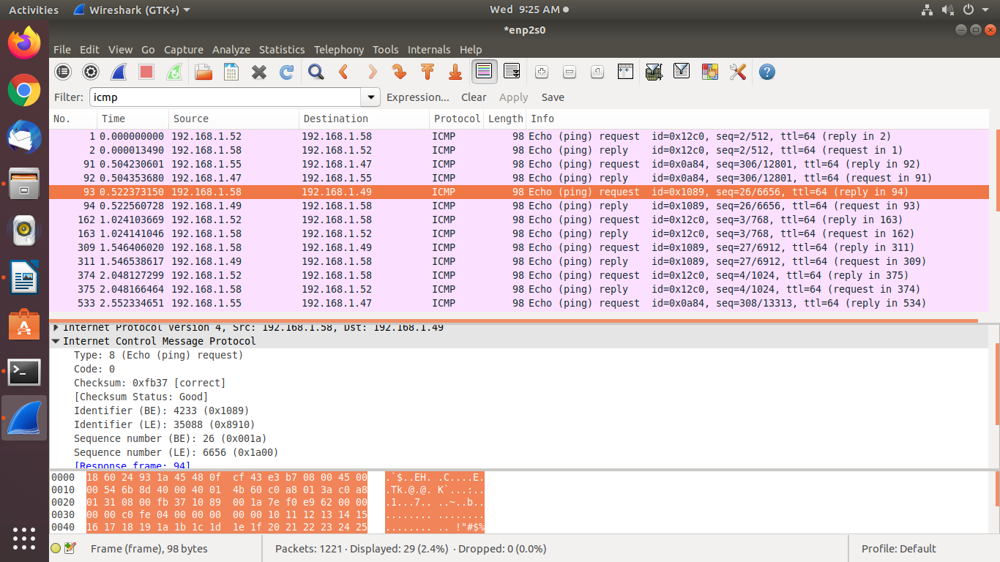 Activities Wireshark (GTK+) Wed 9:25 AM
*enp2s0
File Edit View Go Capture Analyze Statistics Telephony Tools Internals Help
Filter: icmp Expression... Clear Apply Save
No. Time Source Destination Protocol Length Info
1 0.000000000 192.168.1.52 192.168.1.58 ICMP 98 Echo (ping) request id=0x12c0, seq=2/512, ttl=64 (reply in 2)
2 0.000013490 192.168.1.58 192.168.1.52 ICMP 98 Echo (ping) reply id=0x12c0, seq=2/512, ttl=64 (request in 1)
91 0.504230601 192.168.1.55 192.168.1.47 ICMP 98 Echo (ping) request id=0x0a84, seq=306/12801, ttl=64 (reply in 92)
92 0.504353680 192.168.1.47 192.168.1.55 ICMP 98 Echo (ping) reply id=0x0a84, seq=306/12801, ttl=64 (request in 91)
93 0.522373150 192.168.1.58 192.168.1.49 ICMP 98 Echo (ping) request id=0x1089, seq=26/6656, ttl=64 (reply in 94)
94 0.522560728 192.168.1.49 192.168.1.58 ICMP 98 Echo (ping) reply id=0x1089, seq=26/6656, ttl=64 (request in 93)
162 1.024103669 192.168.1.52 192.168.1.58 ICMP 98 Echo (ping) request id=0x12c0, seq=3/768, ttl=64 (reply in 163)
163 1.024141046 192.168.1.58 192.168.1.52 ICMP 98 Echo (ping) reply id=0x12c0, seq=3/768, ttl=64 (request in 162)
309 1.546406020 192.168.1.58 192.168.1.49 ICMP 98 Echo (ping) request id=0x1089, seq=27/6912, ttl=64 (reply in 311)
311 1.546538617 192.168.1.49 192.168.1.58 ICMP 98 Echo (ping) reply id=0x1089, seq=27/6912, ttl=64 (request in 309)
374 2.048127299 192.168.1.52 192.168.1.58 ICMP 98 Echo (ping) request id=0x12c0, seq=4/1024, ttl=64 (reply in 375)
375 2.048166464 192.168.1.58 192.168.1.52 ICMP 98 Echo (ping) reply id=0x12c0, seq=4/1024, ttl=64 (request in 374)
533 2.552334651 192.168.1.55 192.168.1.47 ICMP 98 Echo (ping) request id=0x0a84, seq=308/13313, ttl=64 (reply in 534)
Internet Protocol Version 4, Src: 192.168.1.58, Dst: 192.168.1.49
Internet Control Message Protocol
Type: 8 (Echo (ping) request)
Code: 0
Checksum: 0xfb37 [correct]
[Checksum Status: Good]
Identifier (BE): 4233 (0x1089)
Identifier (LE): 35088 (0x8910)
Sequence number (BE): 26 (0x001a)
Sequence number (LE): 6656 (0x1a00)
[Response frame: 94]
0000 18 60 24 93 1a 45 48 0f cf 43 e3 b7 08 00 45 00 .`$..EH. .C....E.
0010 00 54 6b 8d 40 00 40 01 4b 60 c0 a8 01 3a c0 a8 .Tk.@.@. K`...:..
0020 01 31 08 00 fb 37 10 89 00 1a 7e f0 e9 62 00 00 .1...7.. ..~..b..
0030 00 00 c0 fe 04 00 00 00 00 00 10 11 12 13 14 15 ........ ........
0040 16 17 18 19 1a 1b 1c 1d 1e 1f 20 21 22 23 24 25 ........ .. !"#$%
Frame (frame), 98 bytes Packets: 1221 · Displayed: 29 (2.4%) · Dropped: 0 (0.0%) Profile: Default